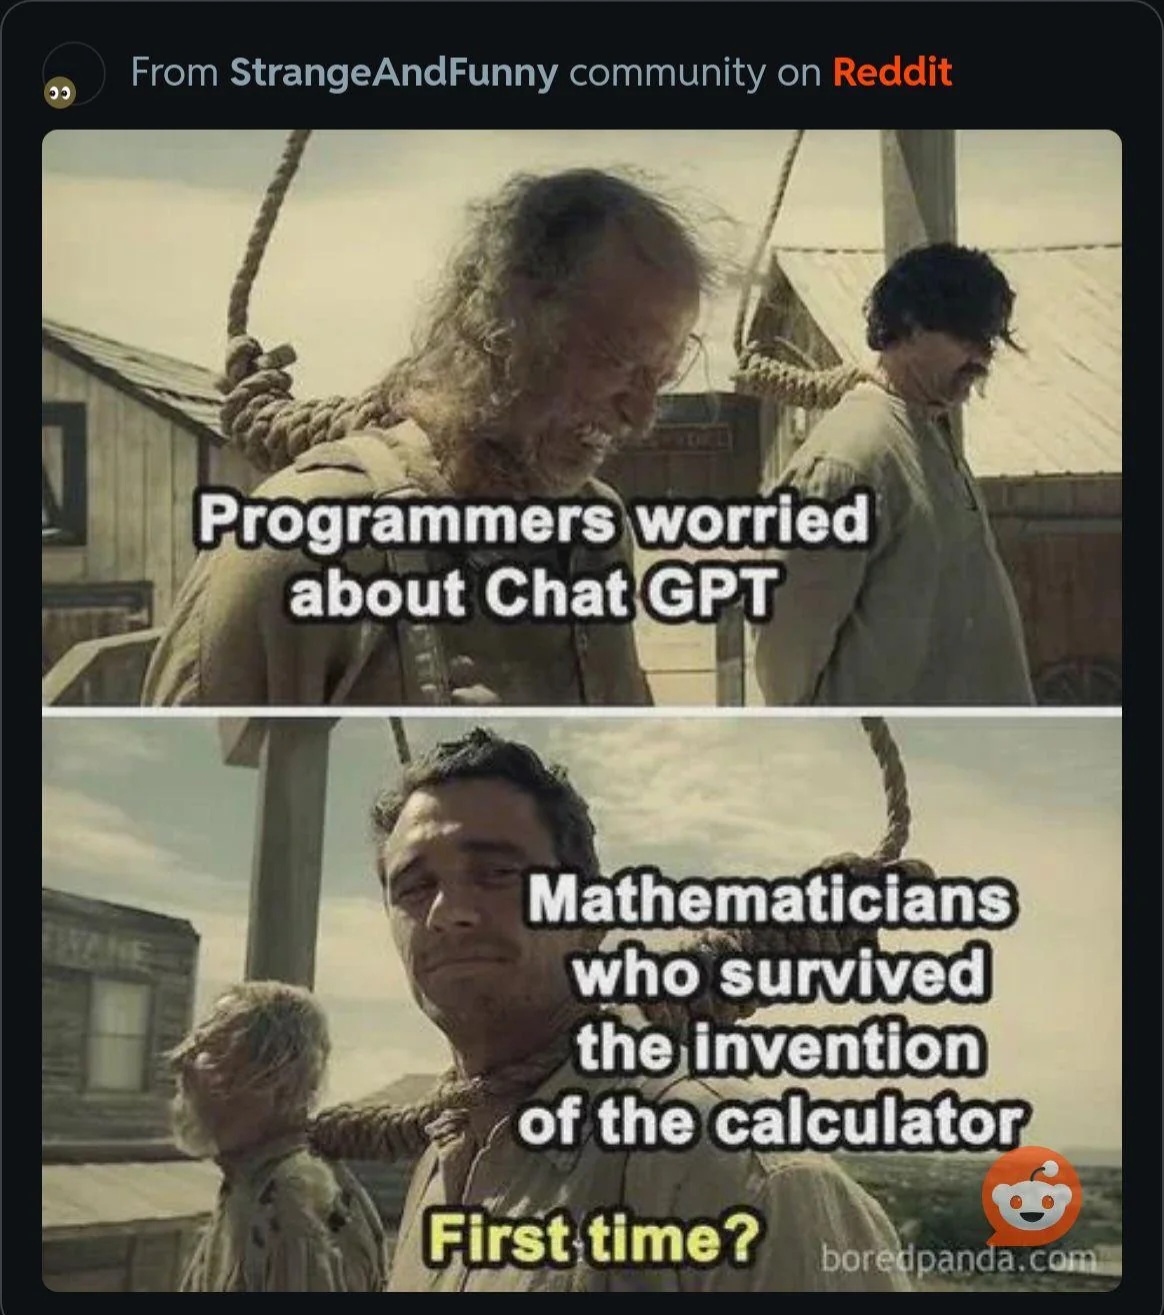 From StrangeAndFunny community on Reddit
Programmers worried
about Chat GPT
Mathematicians
who survived
the invention
of the calculator
First time?
boredpanda.com